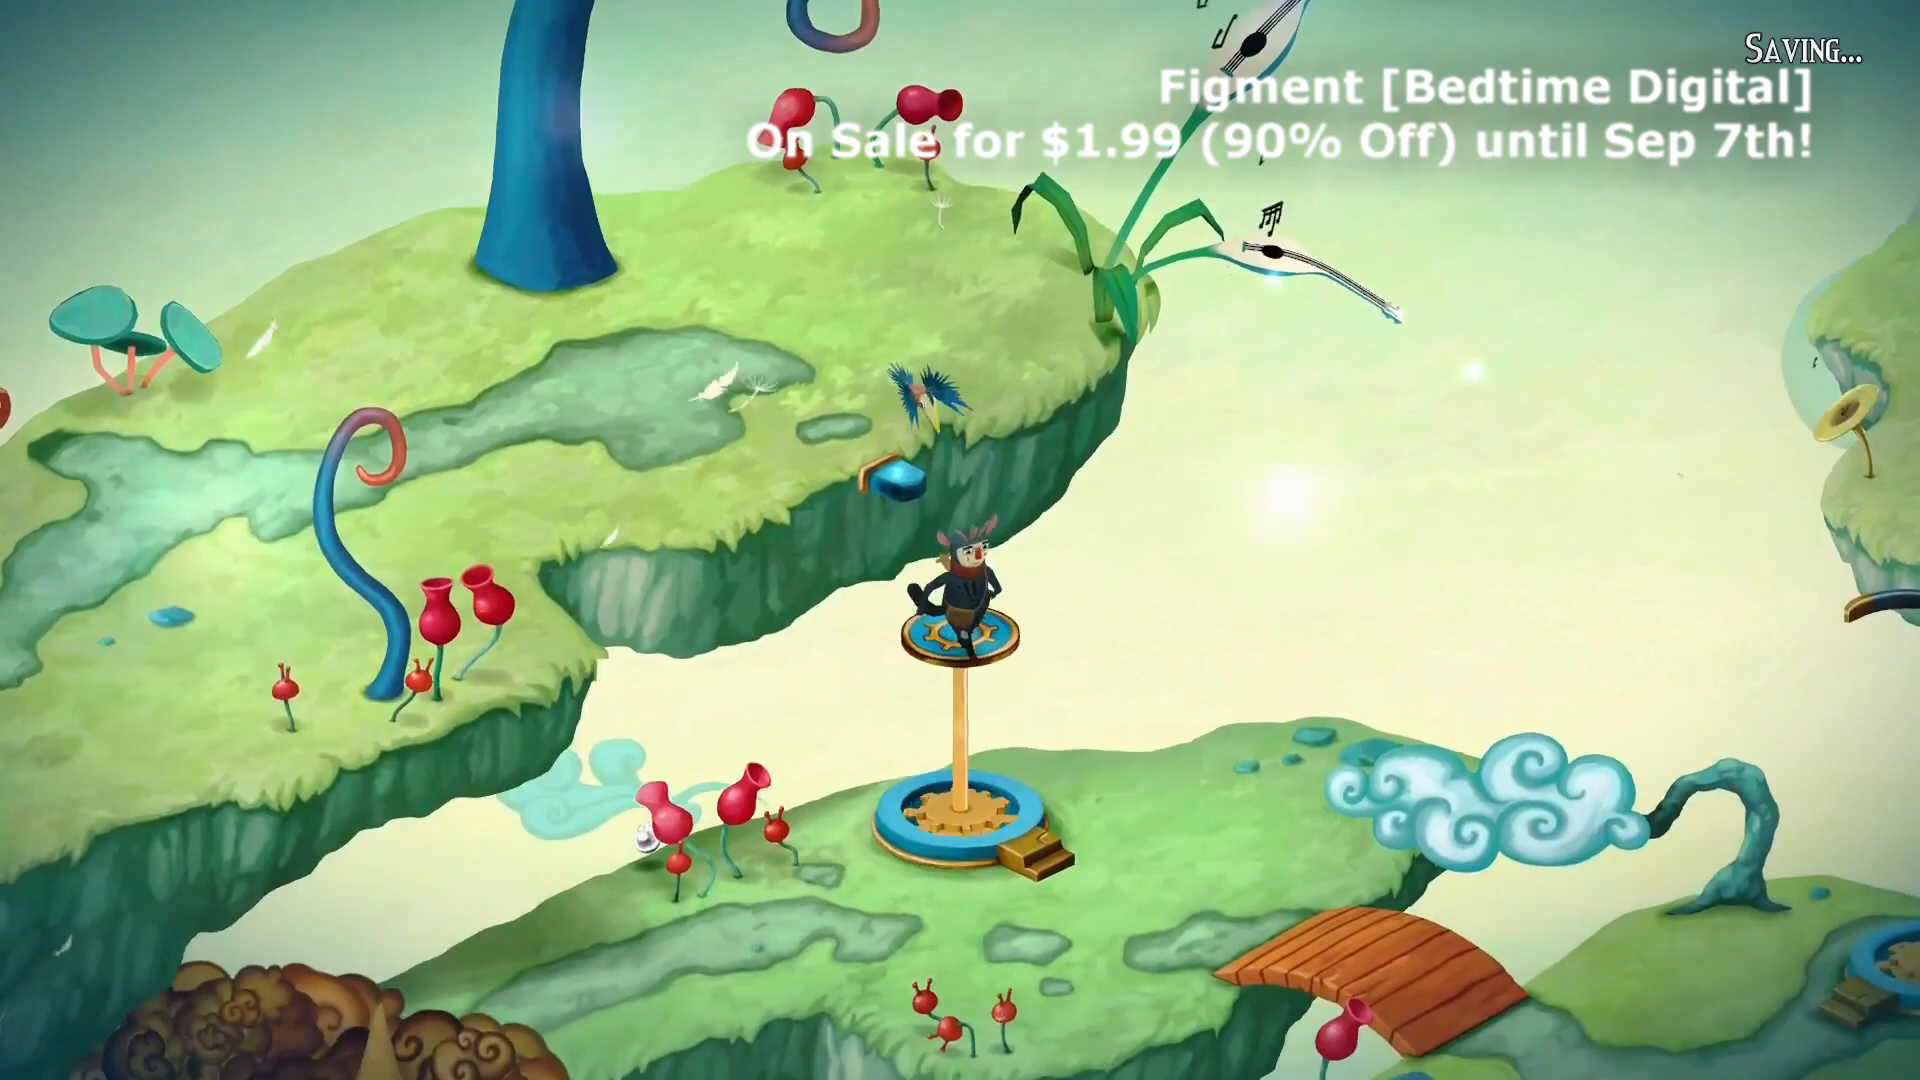 Saving...
Figment [Bedtime Digital]
On Sale for $1.99 (90% Off) until Sep 7th!